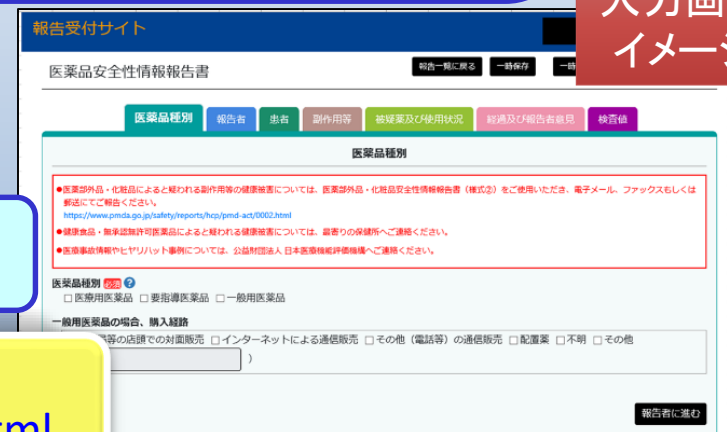 報告受付サイト
入力画
イメージ
医薬品安全性情報報告書
報告一覧に戻る 一時保存 一時
医薬品種別 報告者 患者 副作用等 被疑薬及び使用状況 経過及び報告者意見 検査値
医薬品種別
●医薬部外品・化粧品によると疑われる副作用等の健康被害については、医薬部外品・化粧品安全性情報報告書（様式②）をご使用いただき、電子メール、ファックスもしくは
郵送にてご報告ください。
https://www.pmda.go.jp/safety/reports/hcp/pmd-act/0002.html
●健康食品・無承認無許可医薬品によると疑われる健康被害については、最寄りの保健所へご連絡ください。
●医療事故情報やヒヤリハット事例については、公益財団法人 日本医療機能評価機構へご連絡ください。
医薬品種別 必須 ?
□医療用医薬品 □要指導医薬品 □一般用医薬品
一般用医薬品の場合、購入経路
等の店頭での対面販売 □インターネットによる通信販売 □その他（電話等）の通信販売 □配置薬 □不明 □その他
）
報告者に進む
tml